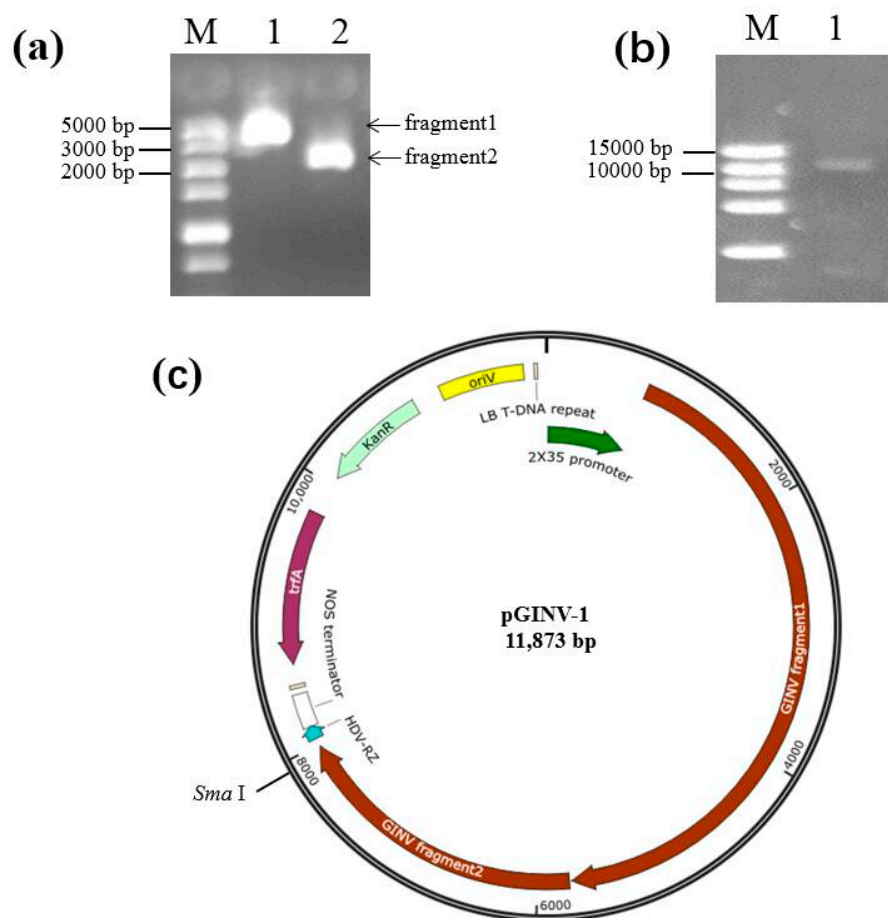 (a)
M 1 2
5000 bp
3000 bp
2000 bp
fragment1
fragment2
(b)
M 1
15000 bp
10000 bp
(c)
oriV
LB T-DNA repeat
KanR
2X35 promoter
2000
10,000
trfA
NOS terminator
pGINV-1
11,873 bp
GINV fragment1
HDV-RZ
4000
8000
Sma I
GINV fragment2
6000